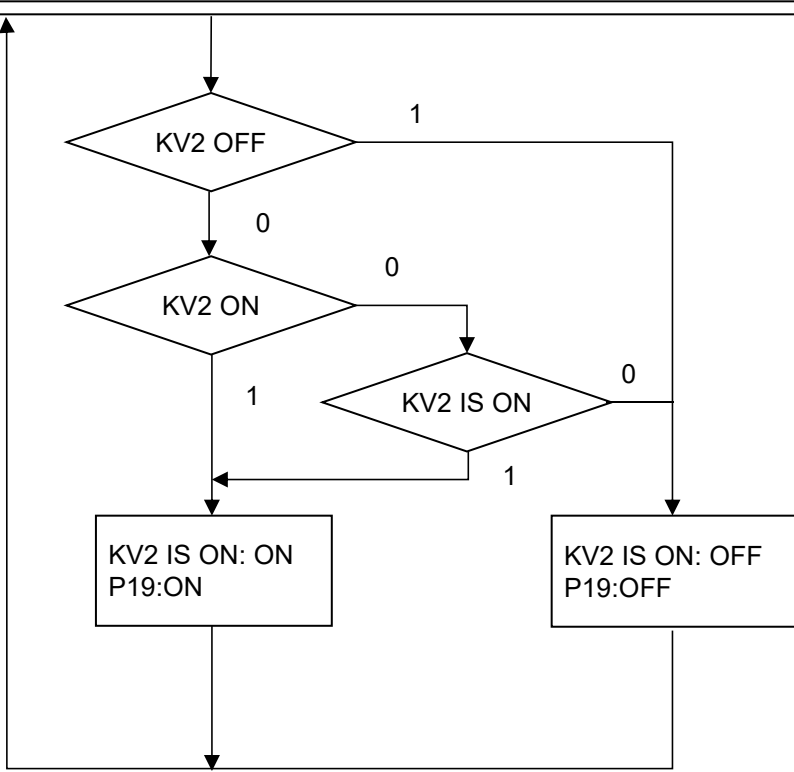 1
KV2 OFF
0
0
KV2 ON
0
1
KV2 IS ON
1
KV2 IS ON: ON
P19:ON
KV2 IS ON: OFF
P19:OFF